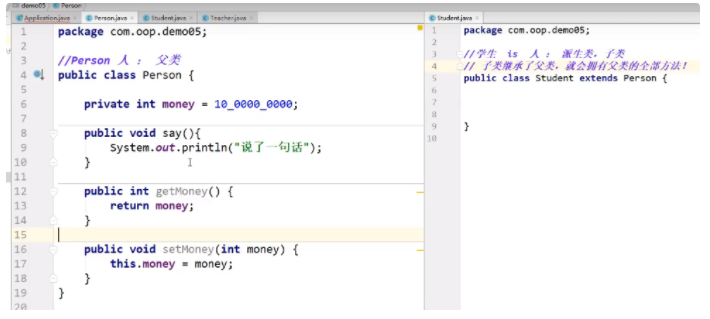 demo05 Person
Application.java Person.java Student.java Teacher.java
1 package com.oop.demo05;
2
3 //Person 人 : 父类
4 public class Person {
5
6 private int money = 10_0000_0000;
7
8 public void say(){
9 System.out.println("说了一句话");
10 }
11
12 public int getMoney() {
13 return money;
14 }
15
16 public void setMoney(int money) {
17 this.money = money;
18 }
19 }
20
Student.java
1 package com.oop.demo05;
2
3 //学生 is 人 : 派生类，子类
4 // 子类继承了父类，就会拥有父类的全部方法！
5 public class Student extends Person {
6
7
8
9 }
10